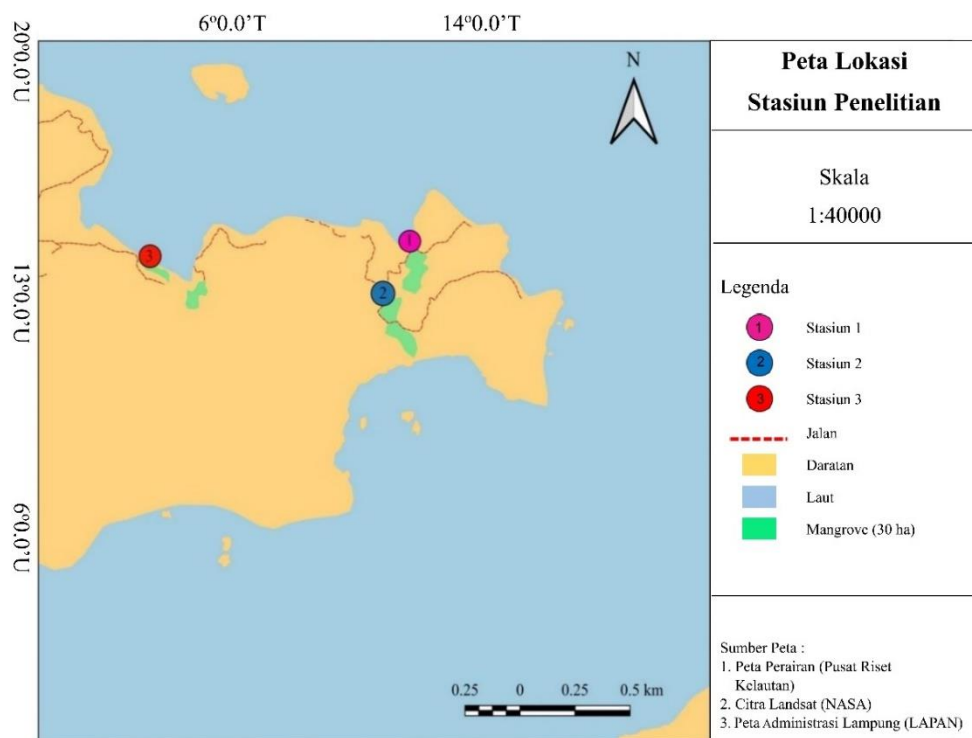 6º0.0’T
14º0.0’T
20º0.0’U
13º0.0’U
6º0.0’U
N
1
2
3
0.25 0 0.25 0.5 km
Peta Lokasi
Stasiun Penelitian
Skala
1:40000
Legenda
1 Stasiun 1
2 Stasiun 2
3 Stasiun 3
Jalan
Daratan
Laut
Mangrove (30 ha)
Sumber Peta :
1. Peta Perairan (Pusat Riset
Kelautan)
2. Citra Landsat (NASA)
3. Peta Administrasi Lampung (LAPAN)